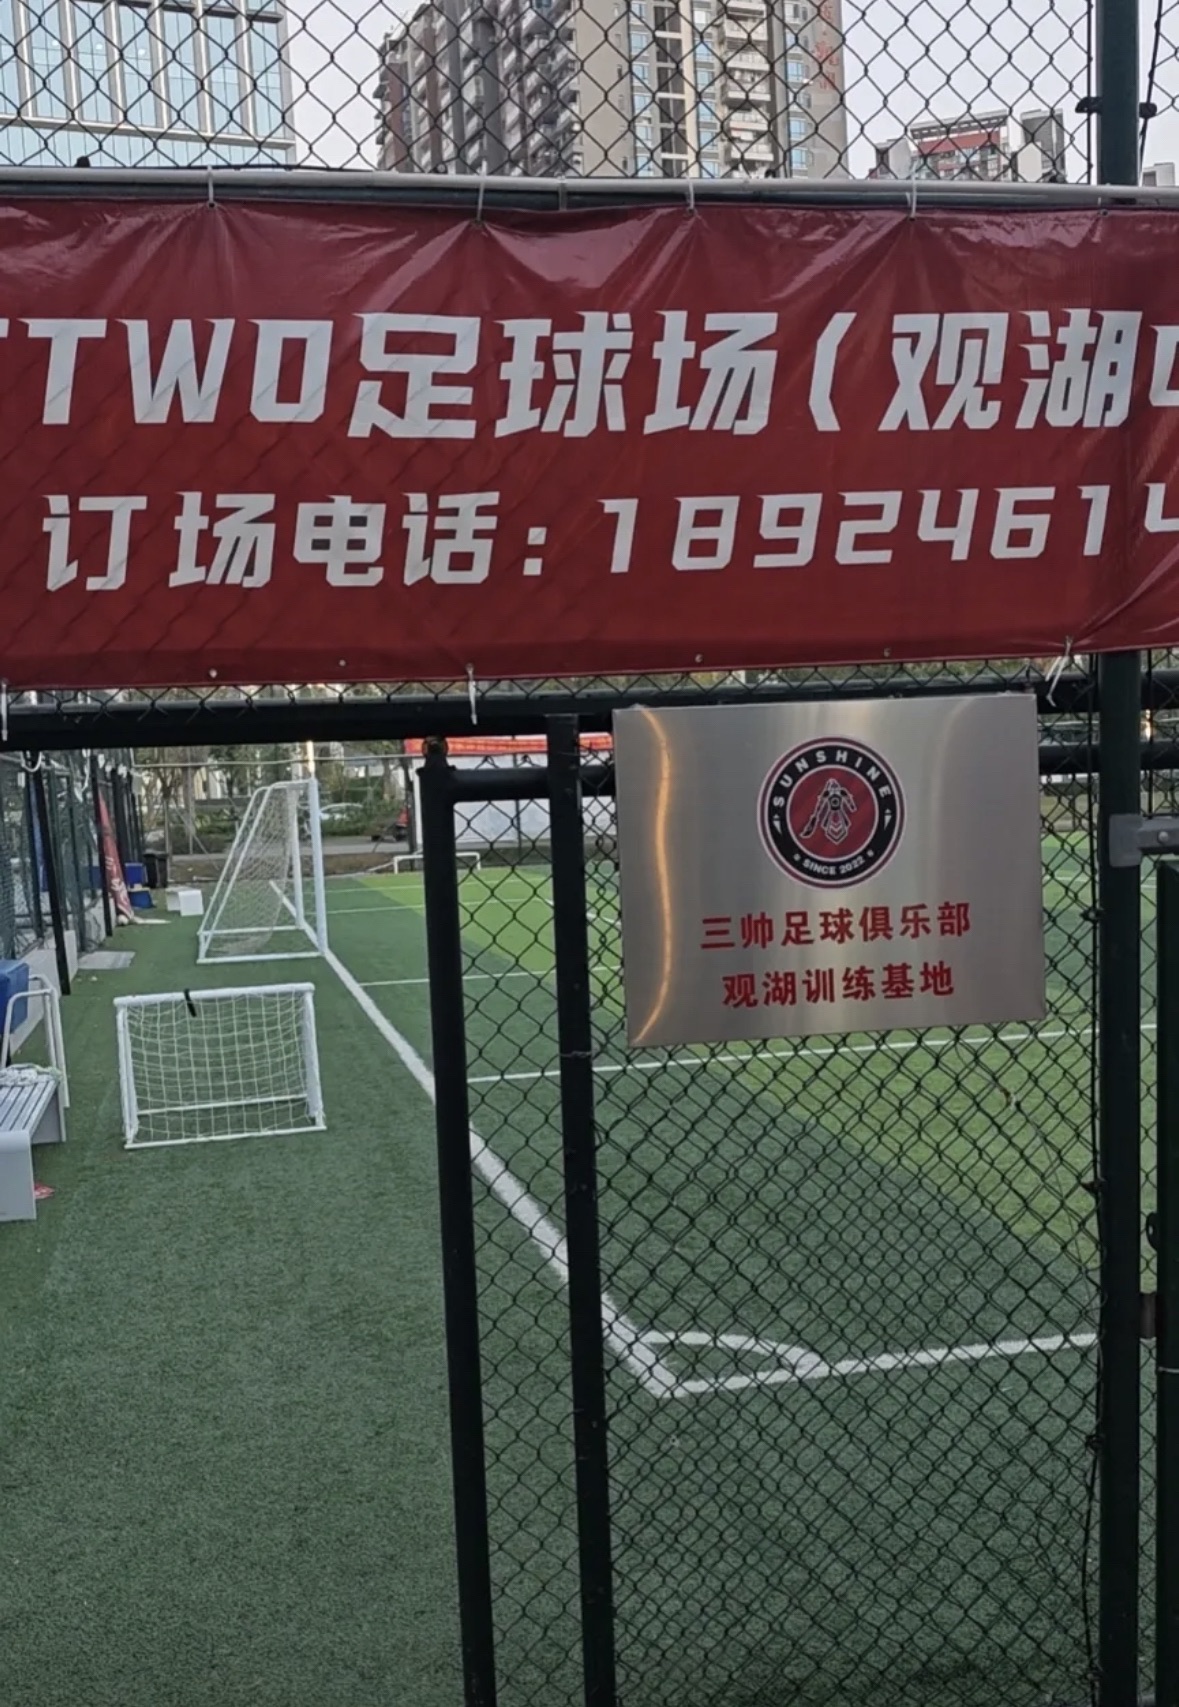 TWO足球场(观湖
订场电话:18924614
SUNSHINE
SINCE 2022
三帅足球俱乐部
观湖训练基地